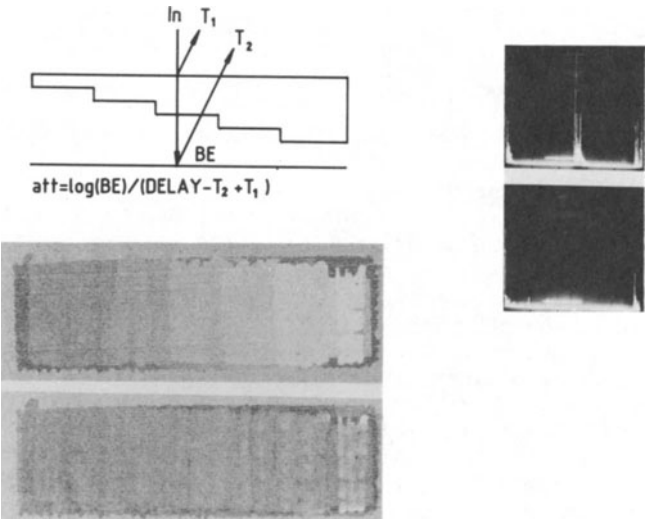 In T₁
T₂
BE
att=log(BE)/(DELAY-T₂+T₁)